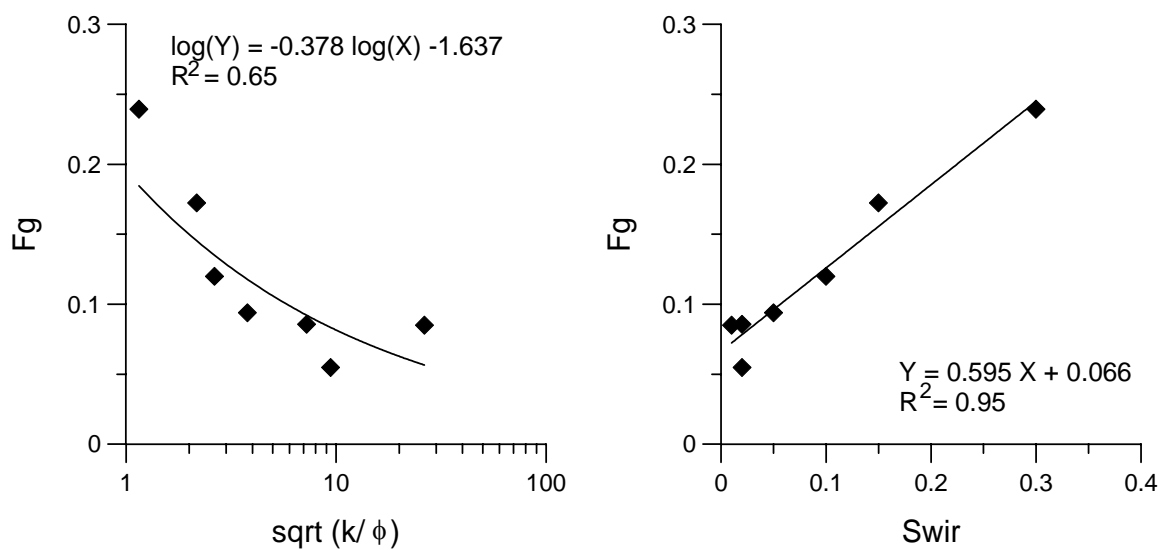 0.3
log(Y) = -0.378 log(X) -1.637
R2 = 0.65
0.2
Fg
0.1
0
1 10 100
sqrt (k/ ϕ)
0.3
0.2
Fg
0.1
Y = 0.595 X + 0.066
R2 = 0.95
0
0 0.1 0.2 0.3 0.4
Swir